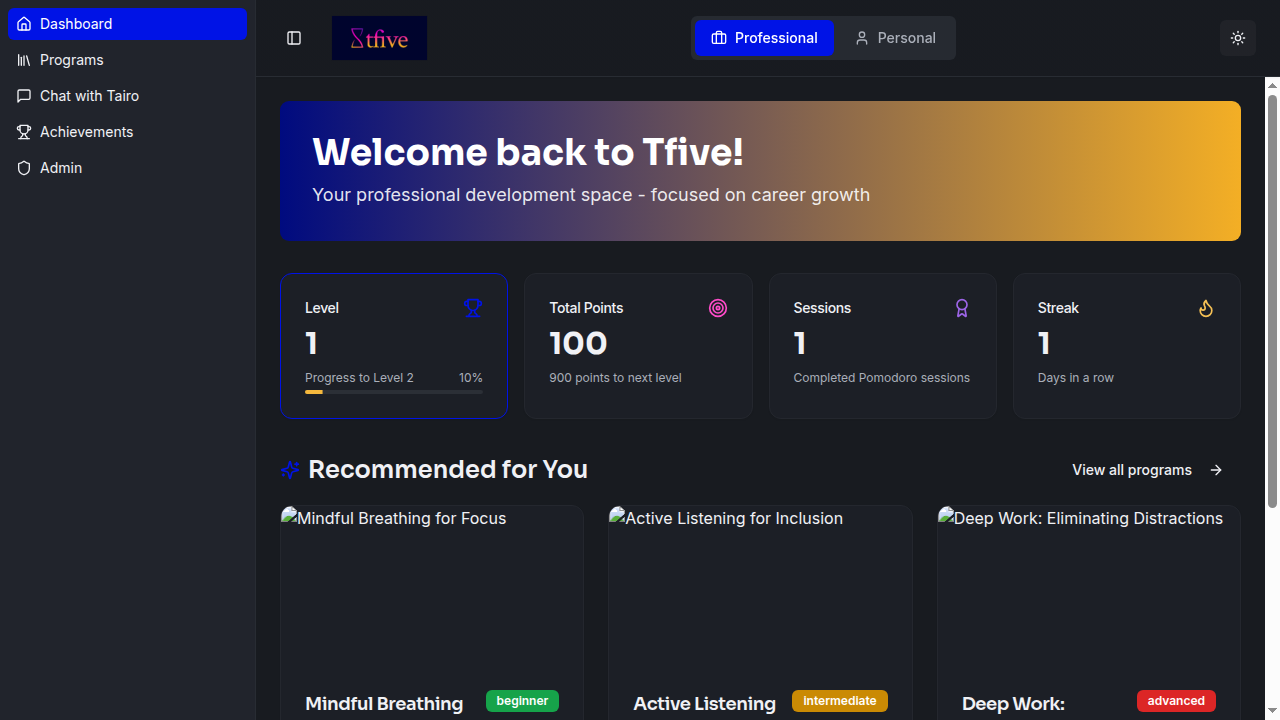 Dashboard
Programs
Chat with Tairo
Achievements
Admin
tfive
Professional
Personal
Welcome back to Tfive!
Your professional development space - focused on career growth
Level
1
Progress to Level 2 10%
Total Points
100
900 points to next level
Sessions
1
Completed Pomodoro sessions
Streak
1
Days in a row
Recommended for You
View all programs
Mindful Breathing for Focus
Mindful Breathing
beginner
Active Listening for Inclusion
Active Listening
intermediate
Deep Work: Eliminating Distractions
Deep Work:
advanced